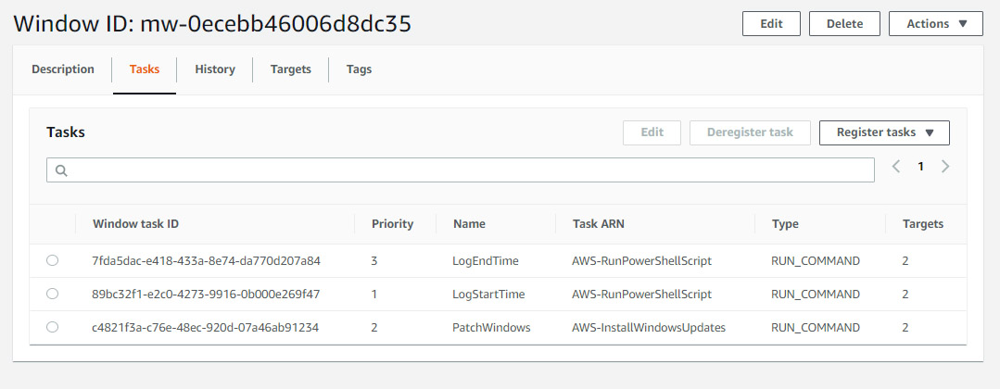 Window ID: mw-0ecebb46006d8dc35 Edit Delete Actions
Description Tasks History Targets Tags
Tasks Edit Deregister task Register tasks
1
Window task ID Priority Name Task ARN Type Targets
7fda5dac-e418-433a-8e74-da770d207a84 3 LogEndTime AWS-RunPowerShellScript RUN_COMMAND 2
89bc32f1-e2c0-4273-9916-0b000e269f47 1 LogStartTime AWS-RunPowerShellScript RUN_COMMAND 2
c4821f3a-c76e-48ec-920d-07a46ab91234 2 PatchWindows AWS-InstallWindowsUpdates RUN_COMMAND 2